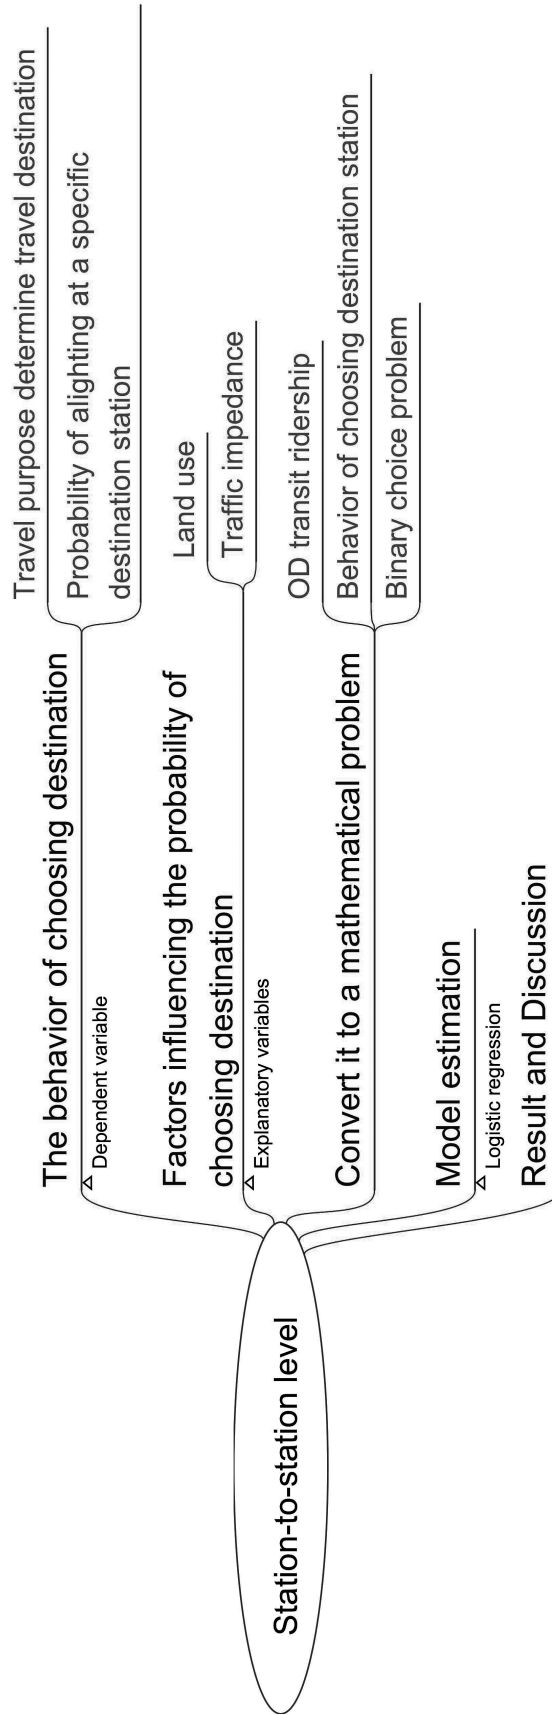 Station-to-station level
The behavior of choosing destination
Dependent variable
Travel purpose determine travel destination
Probability of alighting at a specific
destination station
Factors influencing the probability of
choosing destination
Explanatory variables
Land use
Traffic impedance
Convert it to a mathematical problem
OD transit ridership
Behavior of choosing destination station
Binary choice problem
Model estimation
Logistic regression
Result and Discussion